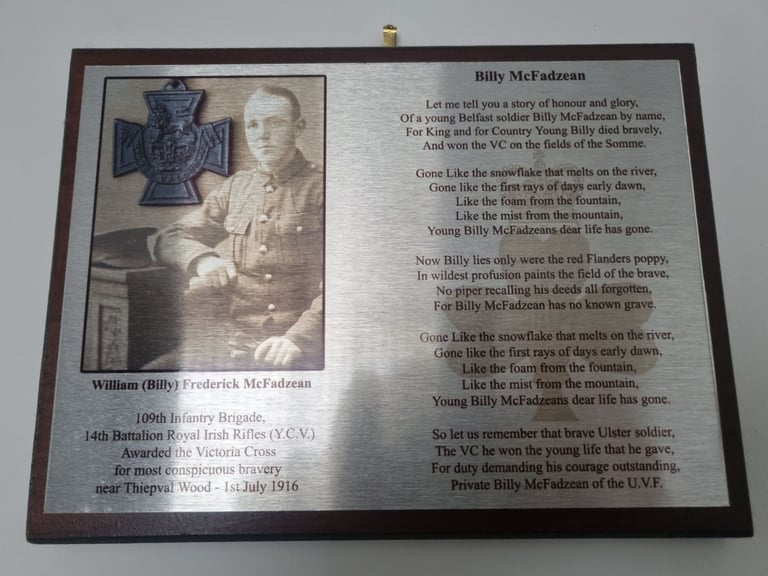 William (Billy) Frederick McFadzean
109th Infantry Brigade,
14th Battalion Royal Irish Rifles (Y.C.V.)
Awarded the Victoria Cross
for most conspicuous bravery
near Thiepval Wood - 1st July 1916
Billy McFadzean
Let me tell you a story of honour and glory,
Of a young Belfast soldier Billy McFadzean by name,
For King and for Country Young Billy died bravely,
And won the VC on the fields of the Somme.
Gone Like the snowflake that melts on the river,
Gone like the first rays of days early dawn,
Like the foam from the fountain,
Like the mist from the mountain,
Young Billy McFadzeans dear life has gone.
Now Billy lies only were the red Flanders poppy,
In wildest profusion paints the field of the brave,
No piper recalling his deeds all forgotten,
For Billy McFadzean has no known grave.
Gone Like the snowflake that melts on the river,
Gone like the first rays of days early dawn,
Like the foam from the fountain,
Like the mist from the mountain,
Young Billy McFadzeans dear life has gone.
So let us remember that brave Ulster soldier,
The VC he won the young life that he gave,
For duty demanding his courage outstanding,
Private Billy McFadzean of the U.V.F.